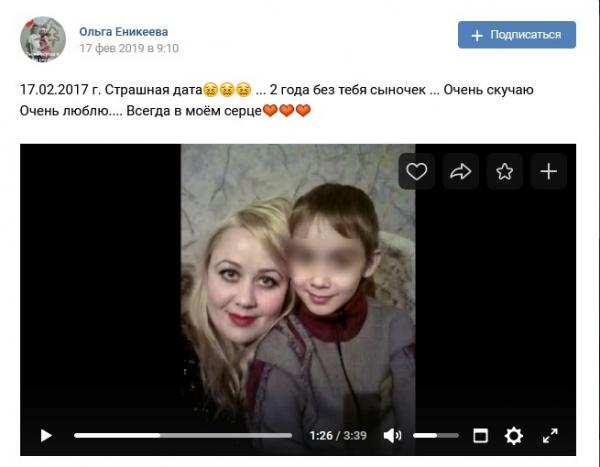 Ольга Еникеева
17 фев 2019 в 9:10
Подписаться
17.02.2017 г. Страшная дата😖😖😖 ... 2 года без тебя сыночек ... Очень скучаю
Очень люблю.... Всегда в моём сердце❤❤❤
1:26 / 3:39